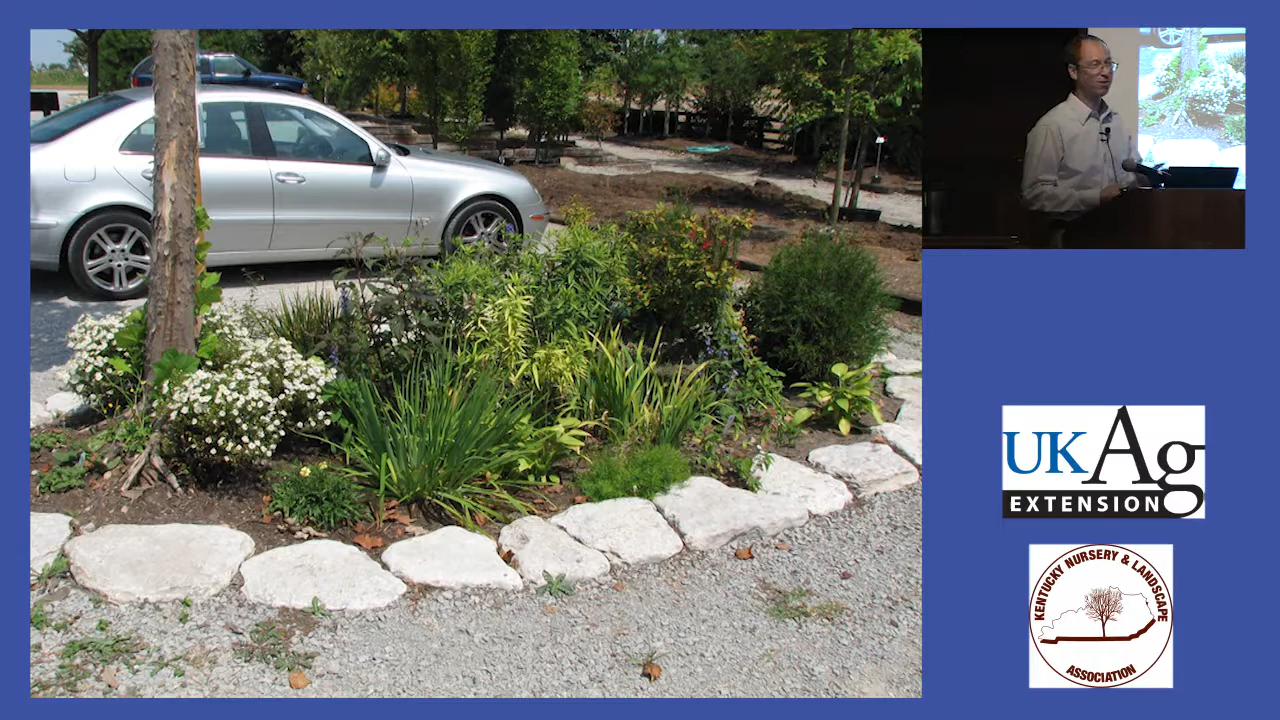 UKAg
EXTENSION
KENTUCKY NURSERY & LANDSCAPE
ASSOCIATION